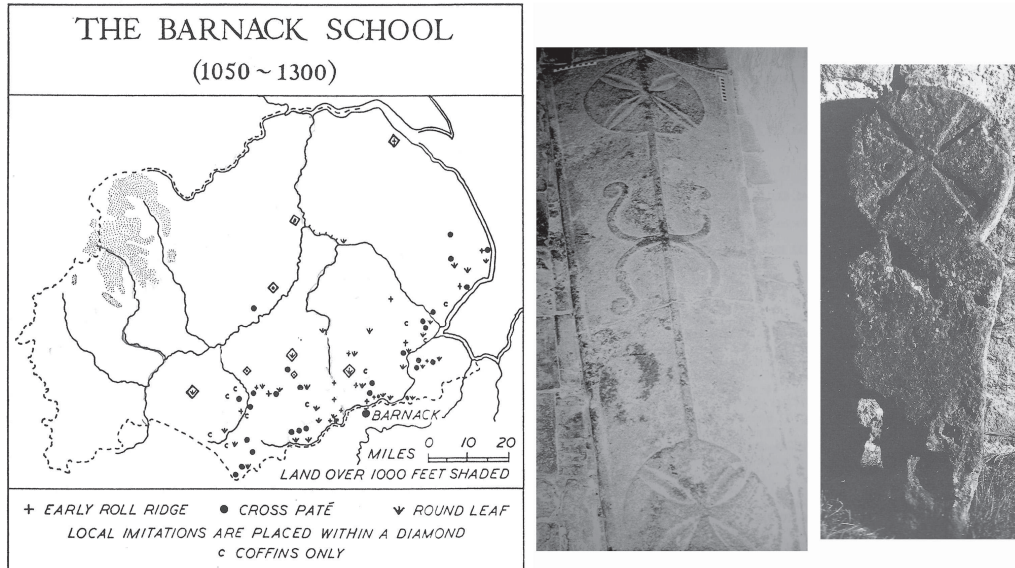 THE BARNACK SCHOOL
(1050 ~ 1300)
BARNACK
0 10 20
MILES
LAND OVER 1000 FEET SHADED
+ EARLY ROLL RIDGE ● CROSS PATÉ ROUND LEAF
LOCAL IMITATIONS ARE PLACED WITHIN A DIAMOND
c COFFINS ONLY